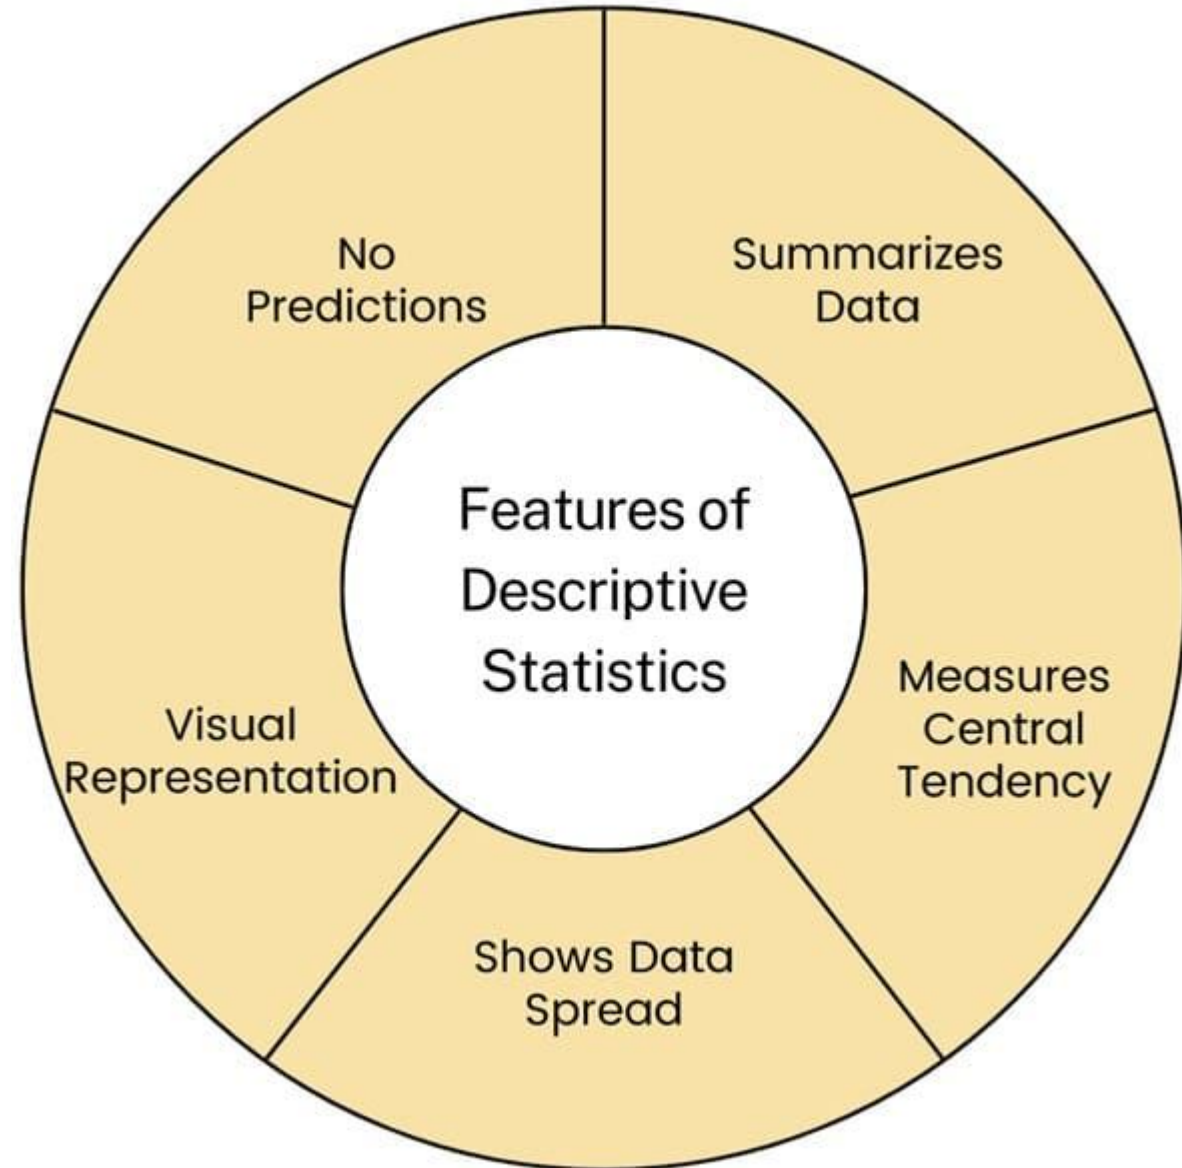 Features of
Descriptive
Statistics
Summarizes
Data
Measures
Central
Tendency
Shows Data
Spread
Visual
Representation
No
Predictions